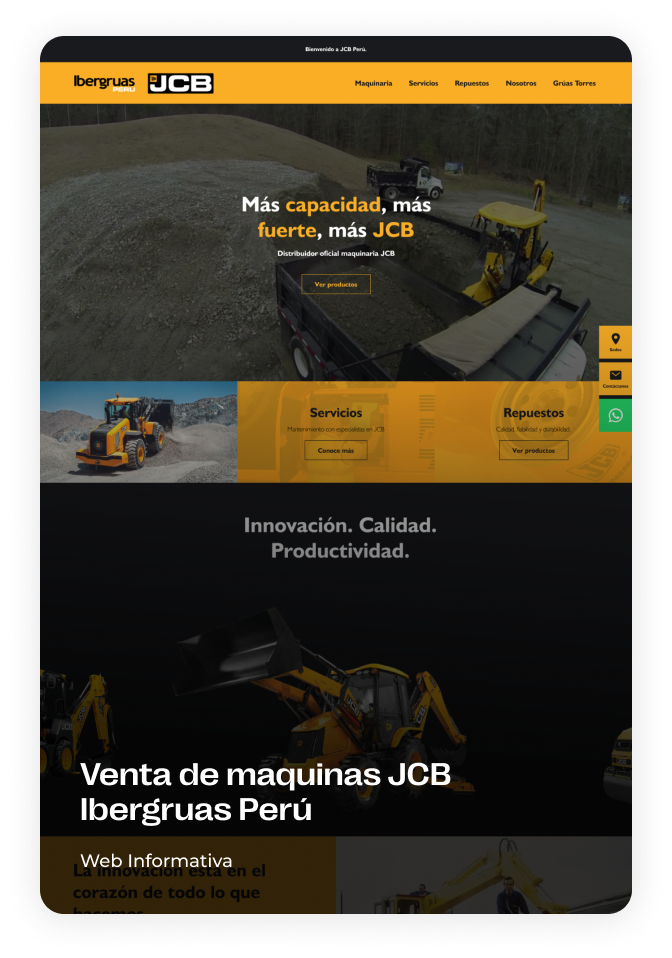 Bienvenido a JCB Perú.
Ibergruas
PERÚ
JCB
Maquinaria Servicios Repuestos Nosotros Grúas Torres
Más capacidad, más
fuerte, más JCB
Distribuidor oficial maquinaria JCB
Ver productos
Sedes
Contáctanos
Servicios
Mantenimiento con especialistas en JCB.
Conoce más
Repuestos
Calidad, fiabilidad y durabilidad.
Ver productos
JCB
Innovación. Calidad.
Productividad.
Venta de maquinas JCB
Ibergruas Perú
Web Informativa
La innovación está en el
corazón de todo lo que
hacemos